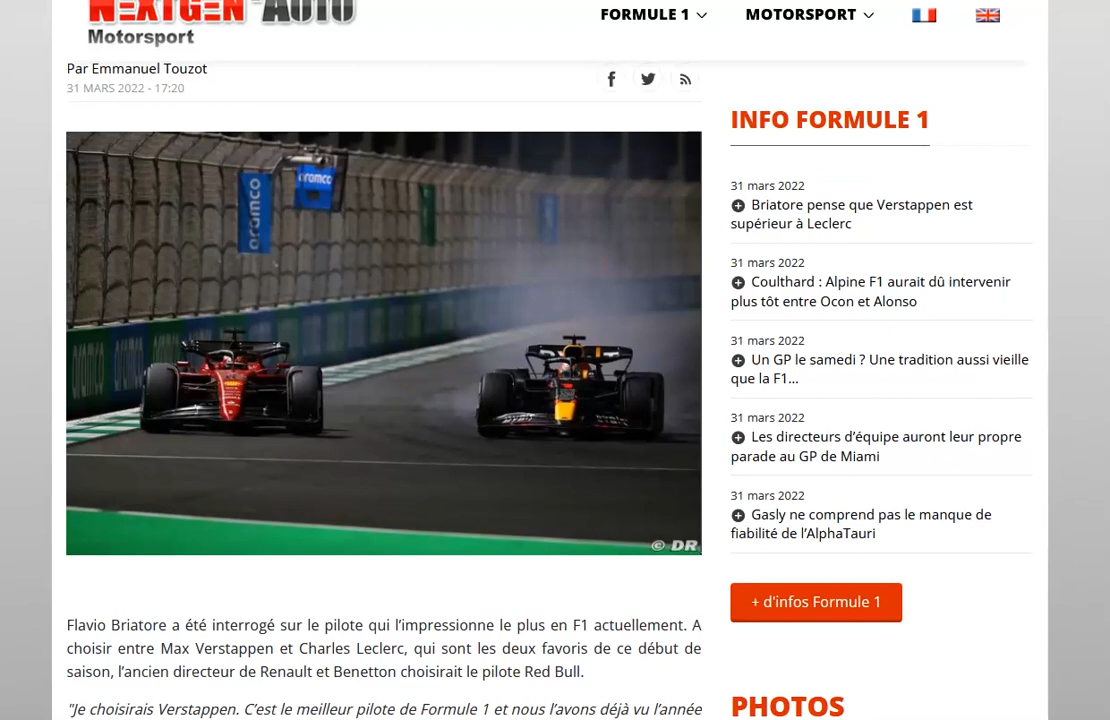 NEXTGEN-AUTO
Motorsport
FORMULE 1
MOTORSPORT
Par Emmanuel Touzot
31 MARS 2022 - 17:20
aramco
aramco
aramco
© DR
Flavio Briatore a été interrogé sur le pilote qui l’impressionne le plus en F1 actuellement. A
choisir entre Max Verstappen et Charles Leclerc, qui sont les deux favoris de ce début de
saison, l’ancien directeur de Renault et Benetton choisirait le pilote Red Bull.
"Je choisirais Verstappen. C’est le meilleur pilote de Formule 1 et nous l’avons déjà vu l’année
INFO FORMULE 1
31 mars 2022
Briatore pense que Verstappen est
supérieur à Leclerc
31 mars 2022
Coulthard : Alpine F1 aurait dû intervenir
plus tôt entre Ocon et Alonso
31 mars 2022
Un GP le samedi ? Une tradition aussi vieille
que la F1...
31 mars 2022
Les directeurs d’équipe auront leur propre
parade au GP de Miami
31 mars 2022
Gasly ne comprend pas le manque de
fiabilité de l’AlphaTauri
+ d'infos Formule 1
PHOTOS